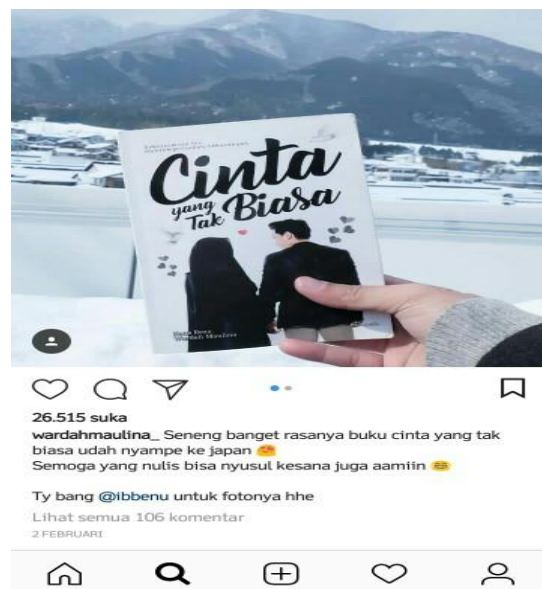 Cinta
yang
Tak Biasa
26.515 suka
wardahmaulina_ Seneng banget rasanya buku cinta yang tak
biasa udah nyampe ke japan 😍
Semoga yang nulis bisa nyusul kesana juga aamiin 😊
Ty bang @ibbenu untuk fotonya hhe
Lihat semua 106 komentar
2 FEBRUARI